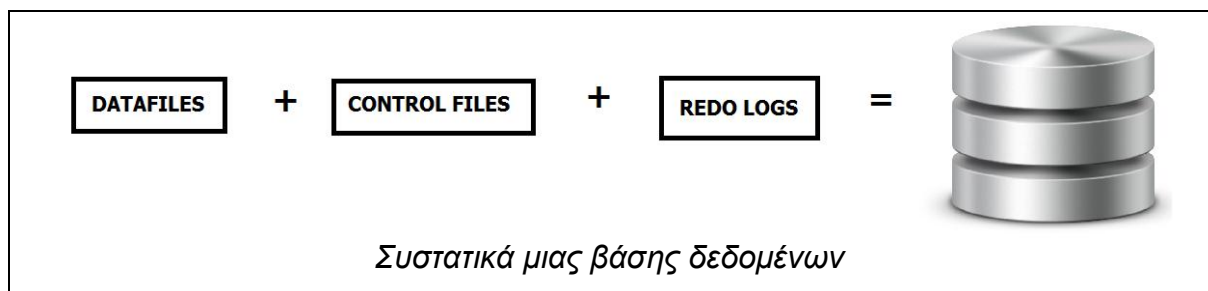 DATAFILES + CONTROL FILES + REDO LOGS =
Συστατικά μιας βάσης δεδομένων